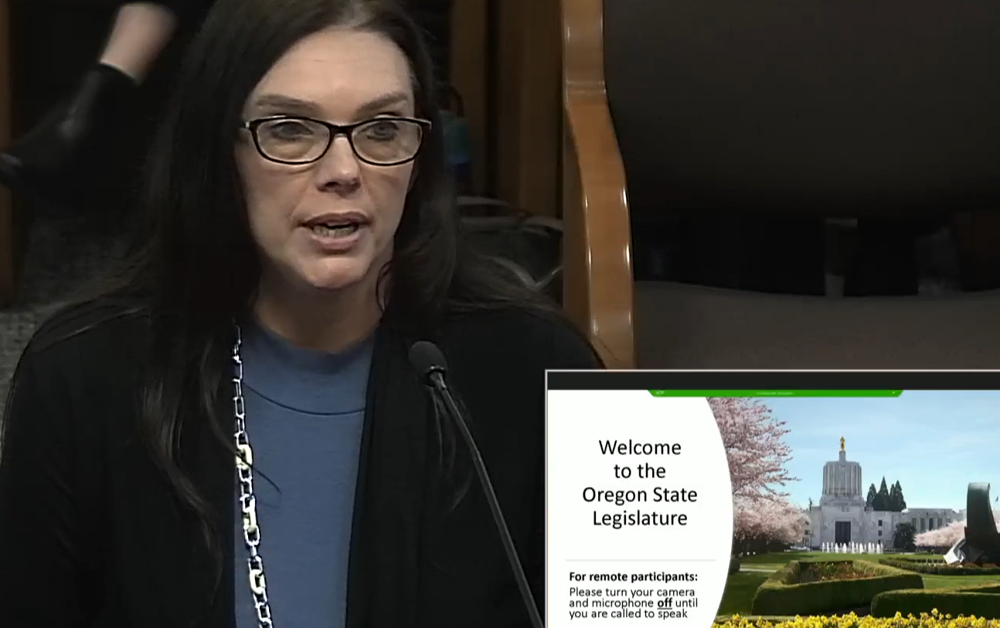 Welcome
to the
Oregon State
Legislature
For remote participants:
Please turn your camera
and microphone off until
you are called to speak